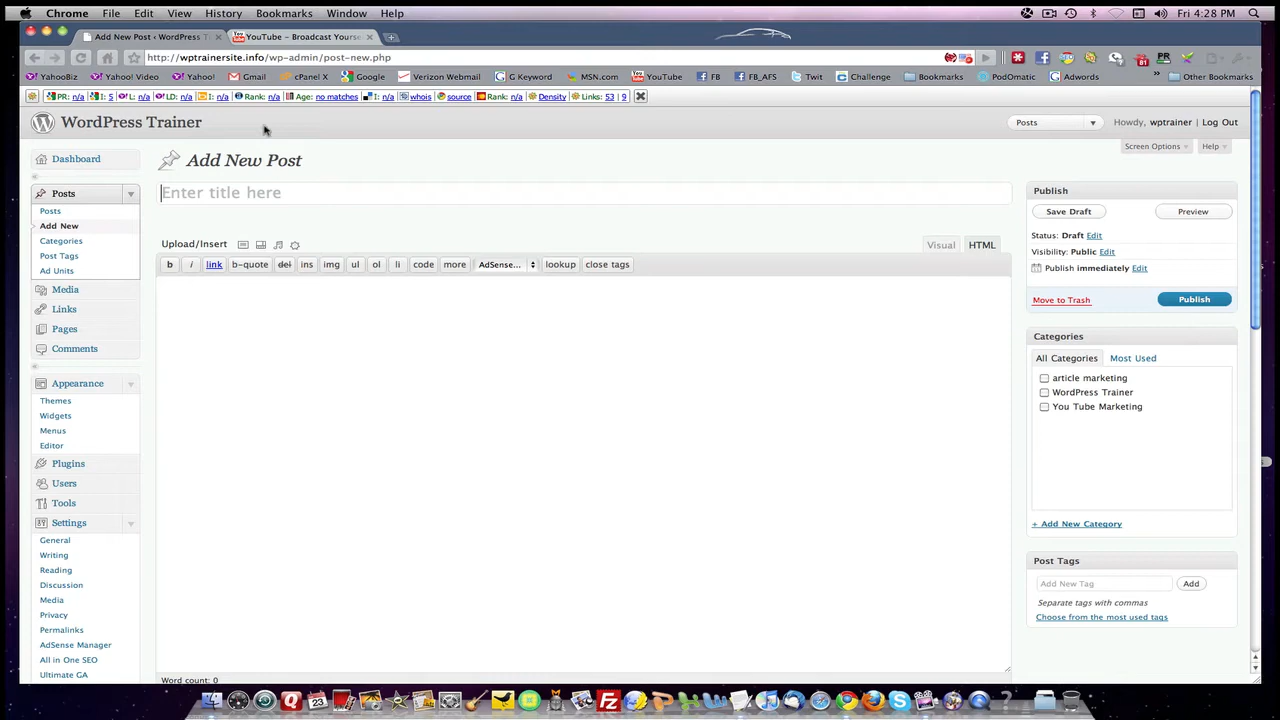 Chrome File Edit View History Bookmarks Window Help Fri 4:28 PM
Add New Post ‹ WordPress T YouTube – Broadcast Yourse
http://wptrainersite.info/wp-admin/post-new.php
YahooBiz Yahoo! Video Yahoo! Gmail cPanel X Google Verizon Webmail G Keyword MSN.com YouTube FB FB_AFS Twit Challenge Bookmarks PodOmatic Adwords » Other Bookmarks
PR: n/a I: 5 L: n/a LD: n/a I: n/a Rank: n/a Age: no matches I: n/a whois source Rank: n/a Density Links: 53 | 9
WordPress Trainer Posts Howdy, wptrainer | Log Out
Screen Options Help
Dashboard
Add New Post
Posts
Posts
Add New
Categories
Post Tags
Ad Units
Media
Links
Pages
Comments
Appearance
Themes
Widgets
Menus
Editor
Plugins
Users
Tools
Settings
General
Writing
Reading
Discussion
Media
Privacy
Permalinks
AdSense Manager
All in One SEO
Ultimate GA
Enter title here
Upload/Insert Visual HTML
b i link b-quote del ins img ul ol li code more AdSense... lookup close tags
Word count: 0
Publish
Save Draft Preview
Status: Draft Edit
Visibility: Public Edit
Publish immediately Edit
Move to Trash Publish
Categories
All Categories Most Used
article marketing
WordPress Trainer
You Tube Marketing
+ Add New Category
Post Tags
Add New Tag Add
Separate tags with commas
Choose from the most used tags